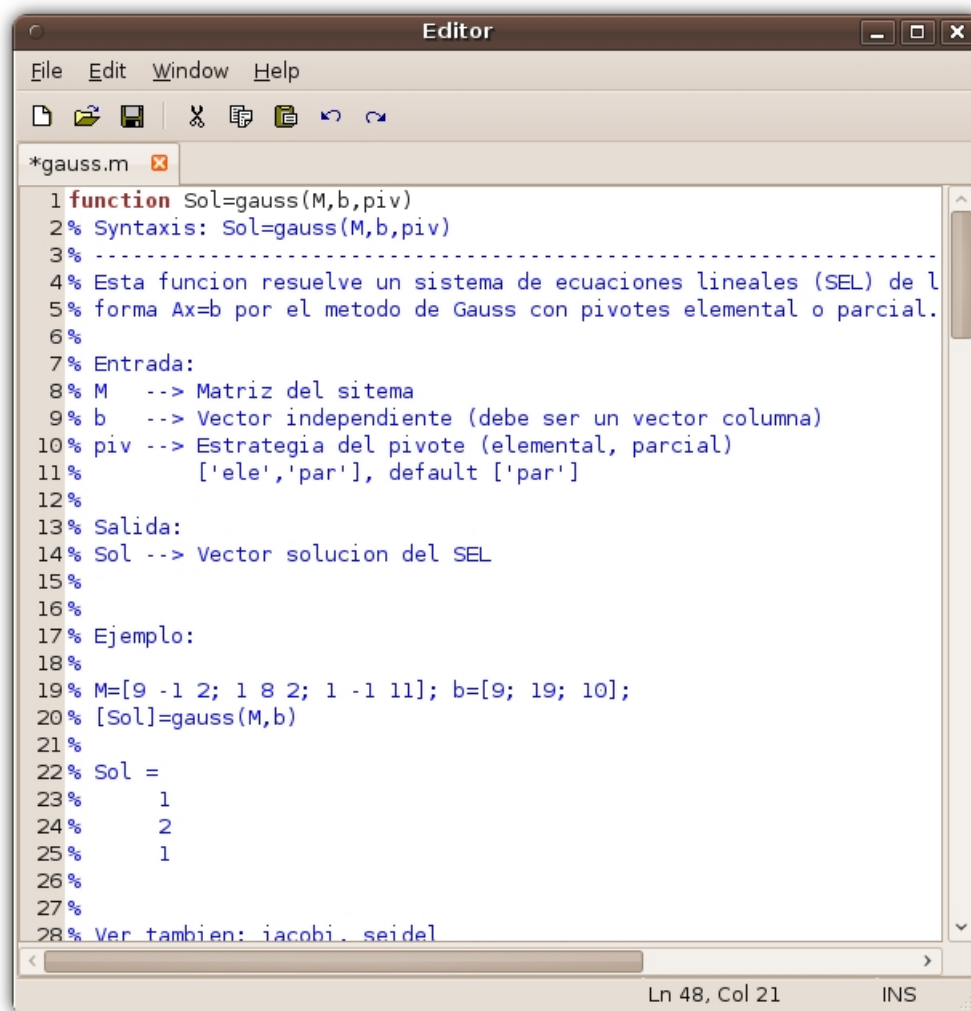 Editor
File Edit Window Help
*gauss.m
1 function Sol=gauss(M,b,piv)
2 % Syntaxis: Sol=gauss(M,b,piv)
3 % ------------------------------------------------------------------
4 % Esta funcion resuelve un sistema de ecuaciones lineales (SEL) de l
5 % forma Ax=b por el metodo de Gauss con pivotes elemental o parcial.
6 %
7 % Entrada:
8 % M   --> Matriz del sitema
9 % b   --> Vector independiente (debe ser un vector columna)
10 % piv --> Estrategia del pivote (elemental, parcial)
11 %         ['ele','par'], default ['par']
12 %
13 % Salida:
14 % Sol --> Vector solucion del SEL
15 %
16 %
17 % Ejemplo:
18 %
19 % M=[9 -1 2; 1 8 2; 1 -1 11]; b=[9; 19; 10];
20 % [Sol]=gauss(M,b)
21 %
22 % Sol =
23 %      1
24 %      2
25 %      1
26 %
27 %
28 % Ver tambien: jacobi, seidel
Ln 48, Col 21 INS